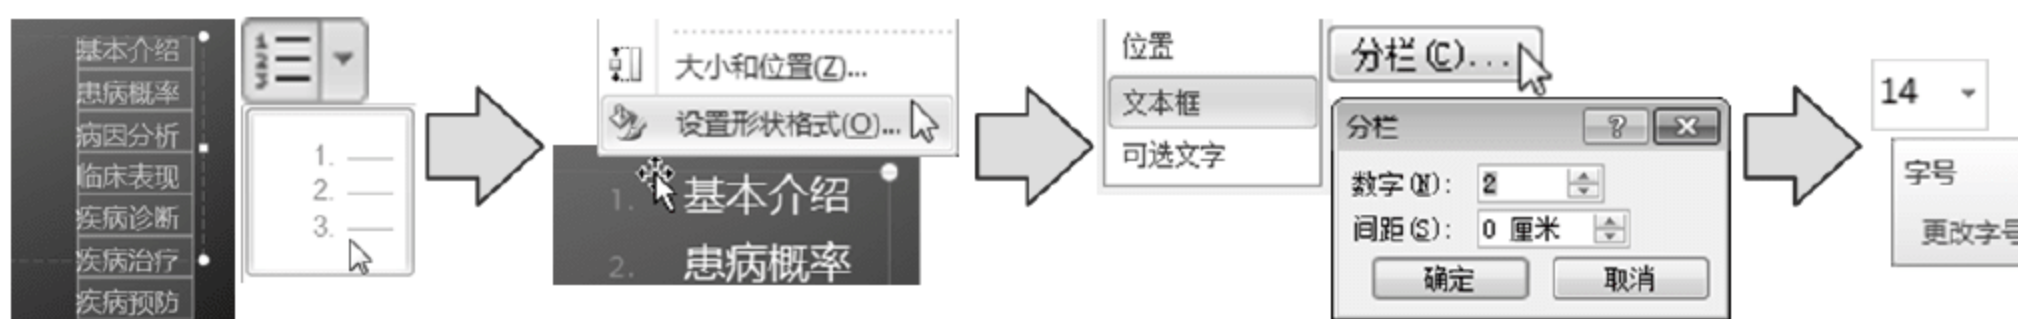 基本介绍
患病概率
病因分析
临床表现
疾病诊断
疾病治疗
疾病预防
1.
2.
3.
大小和位置(Z)...
设置形状格式(O)...
1. 基本介绍
2. 患病概率
位置
文本框
可选文字
分栏(C)...
分栏
数字(N): 2
间距(S): 0 厘米
确定 取消
14
字号
更改字号